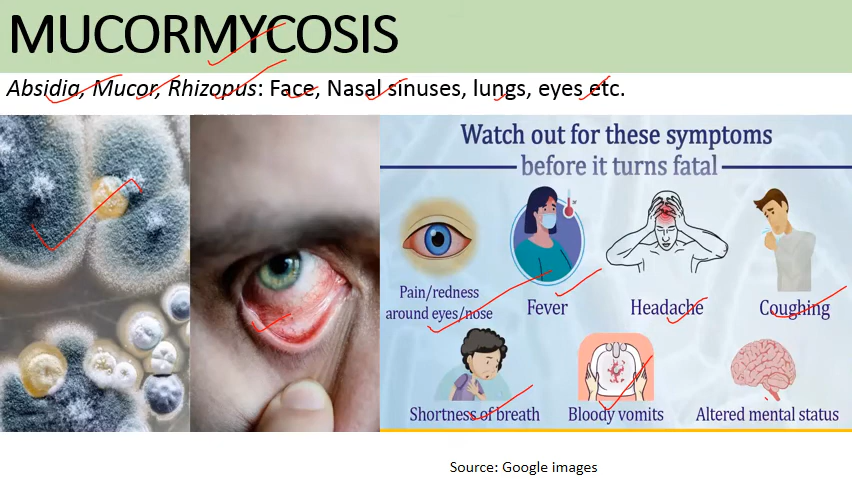 MUCORMYCOSIS
Absidia, Mucor, Rhizopus: Face, Nasal sinuses, lungs, eyes etc.
Watch out for these symptoms
before it turns fatal
Pain/redness
around eyes/nose
Fever
Headache
Coughing
Shortness of breath
Bloody vomits
Altered mental status
Source: Google images